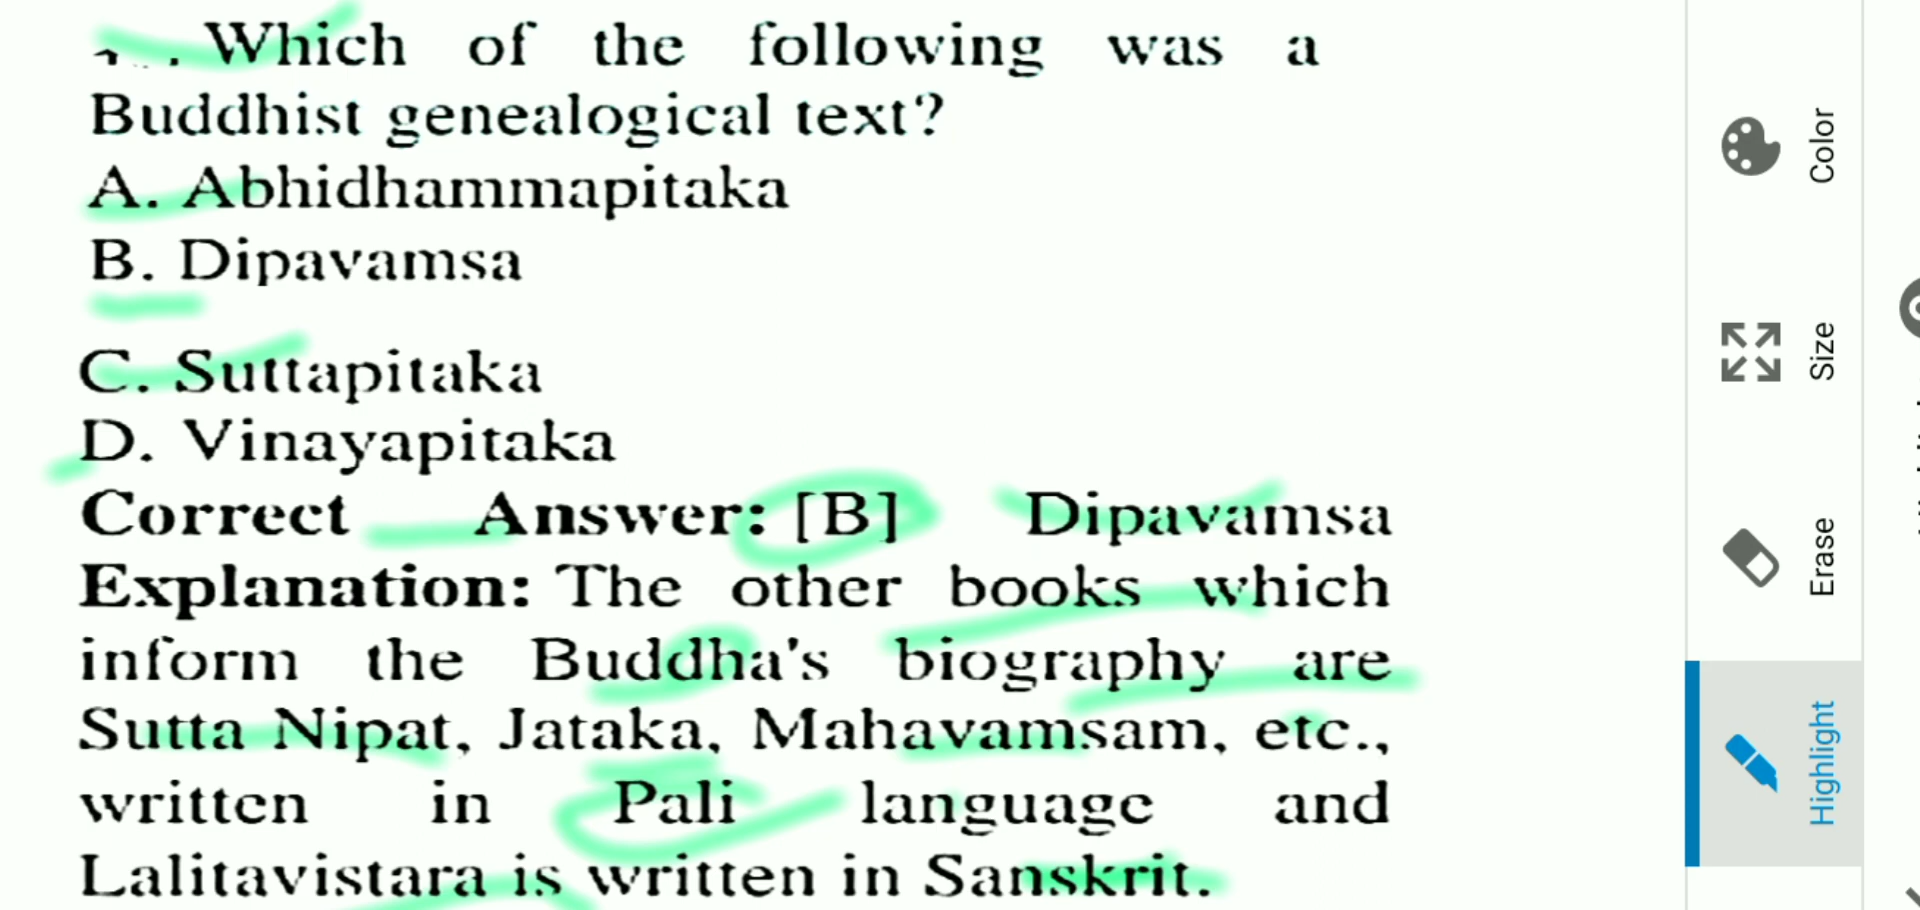 . Which of the following was a
Buddhist genealogical text?
A. Abhidhammapitaka
B. Dipavamsa
C. Suttapitaka
D. Vinayapitaka
Correct Answer: [B] Dipavamsa
Explanation: The other books which
inform the Buddha's biography are
Sutta Nipat, Jataka, Mahavamsam, etc.,
written in Pali language and
Lalitavistara is written in Sanskrit.
Color
Size
Erase
Highlight